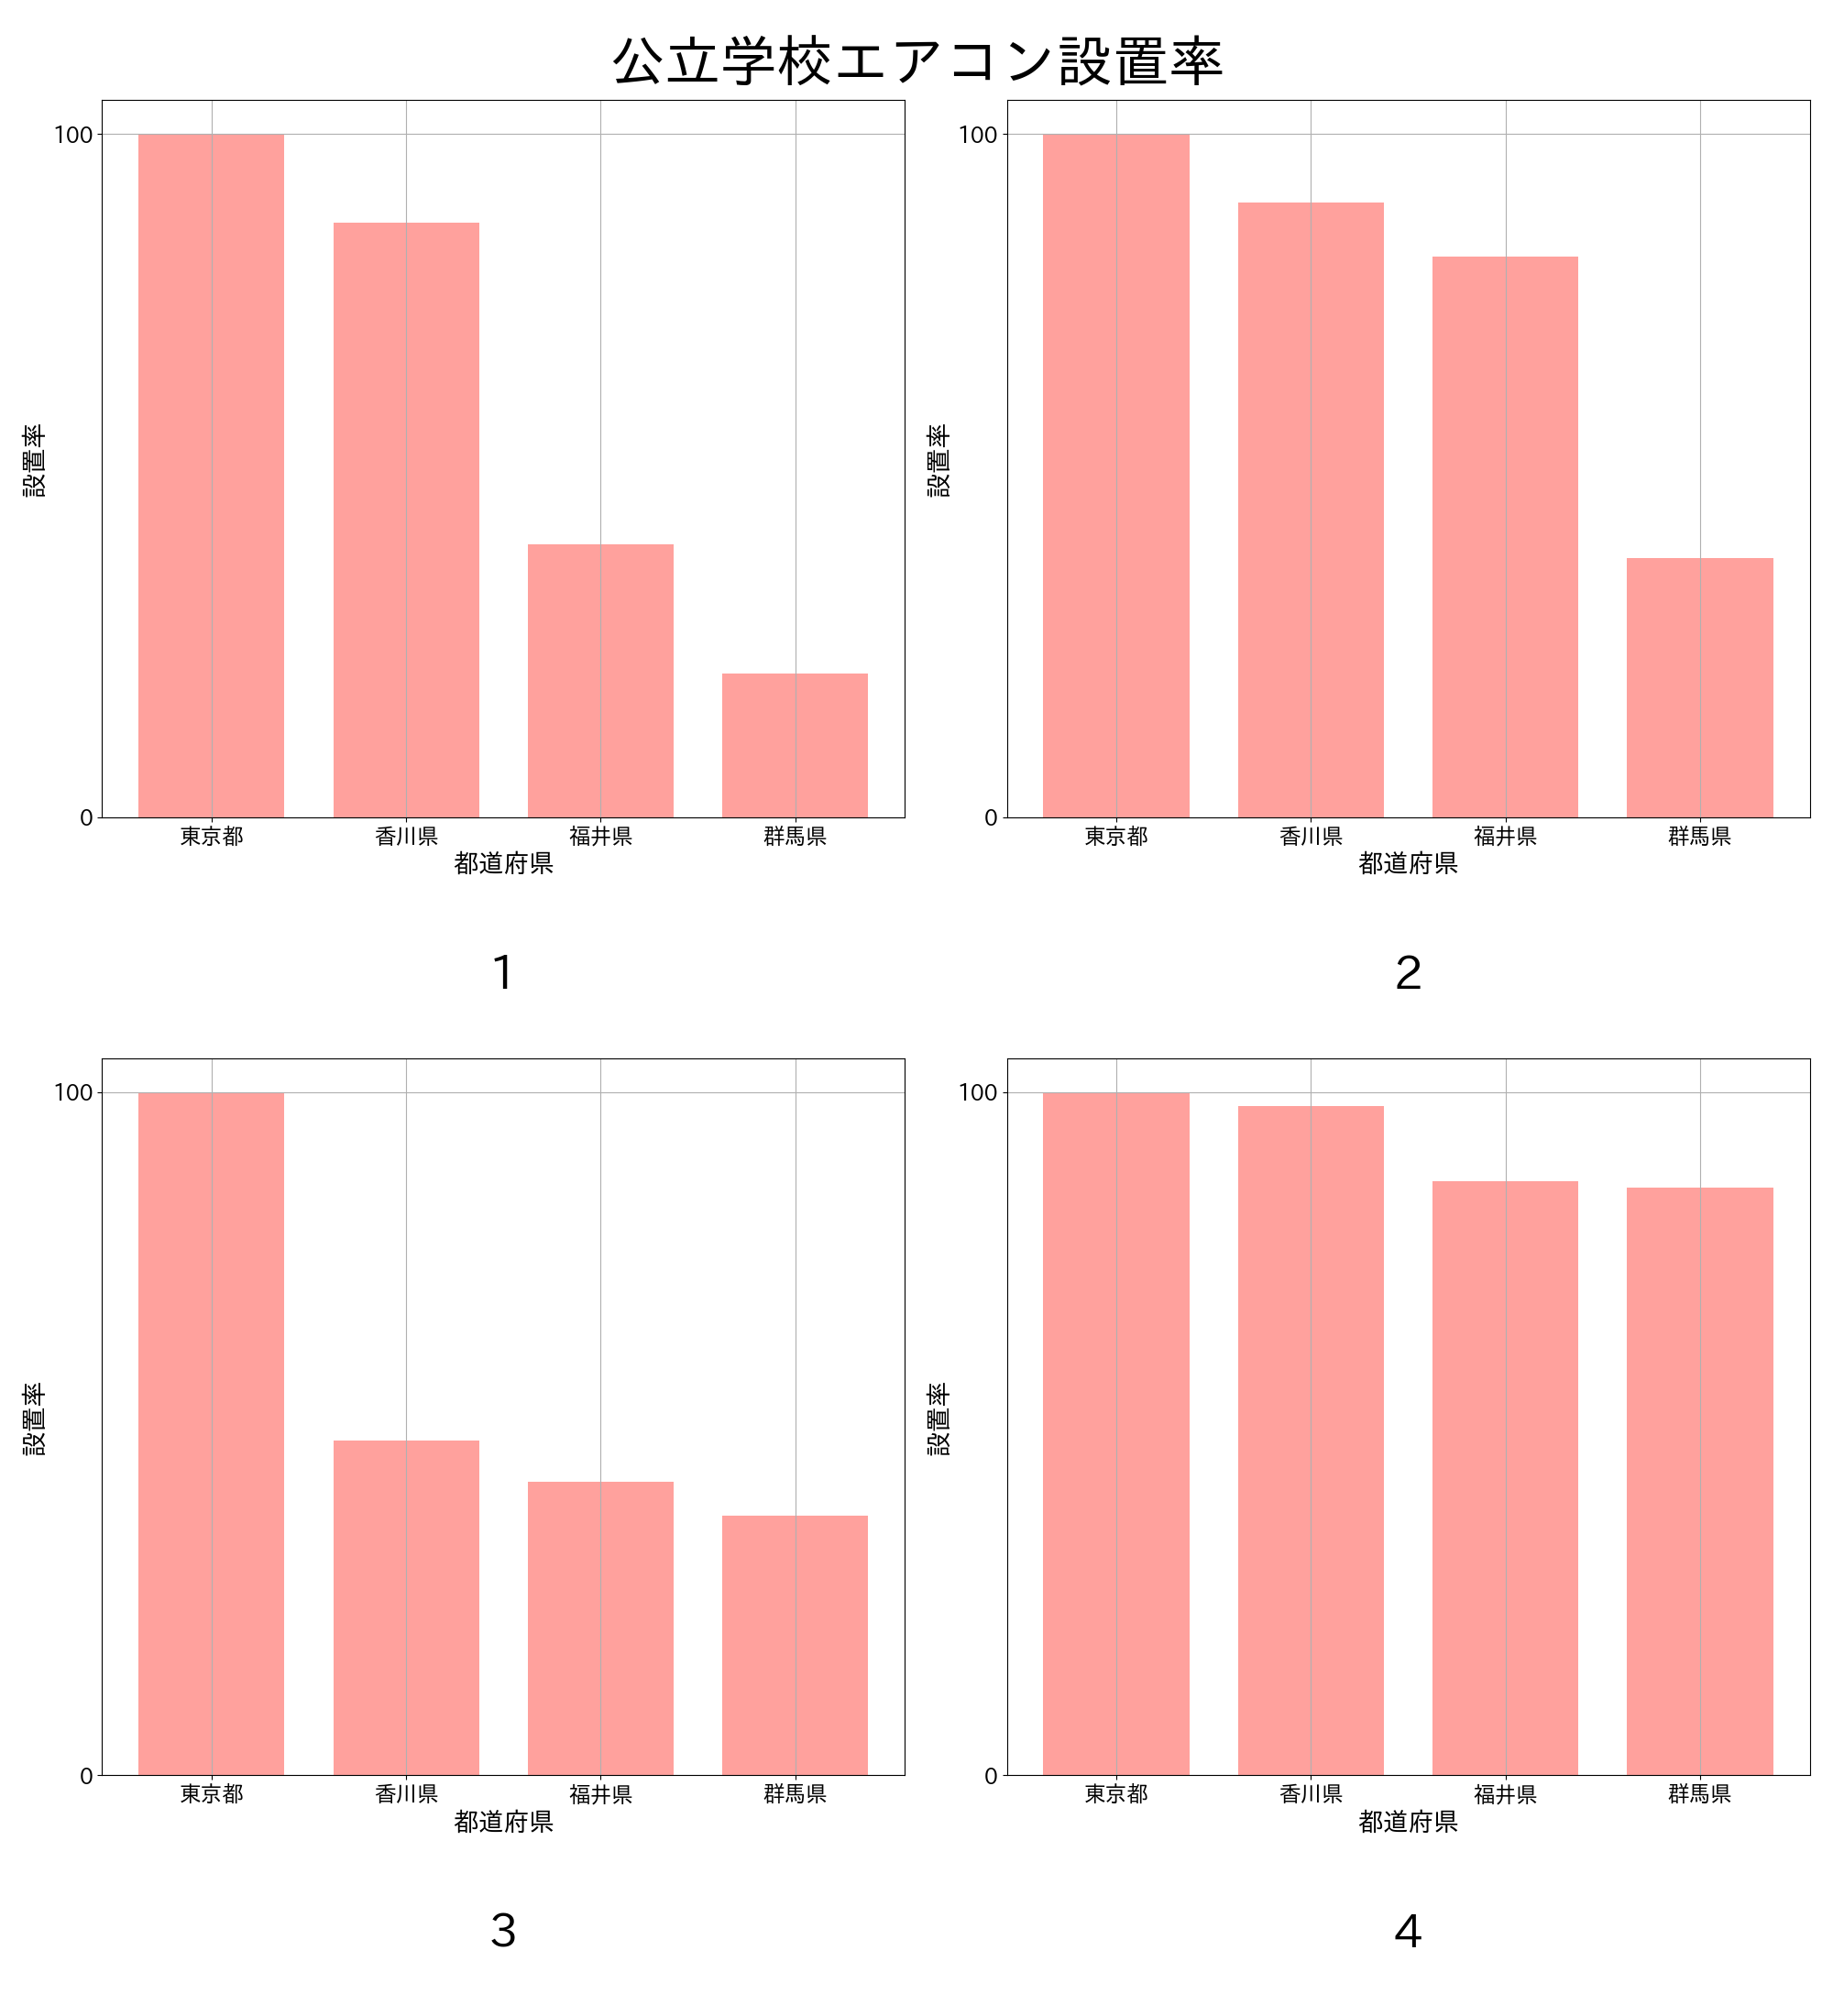 公立学校エアコン設置率
100
設置率
0
東京都 香川県 福井県 群馬県
都道府県
1
100
設置率
0
東京都 香川県 福井県 群馬県
都道府県
2
100
設置率
0
東京都 香川県 福井県 群馬県
都道府県
3
100
設置率
0
東京都 香川県 福井県 群馬県
都道府県
4